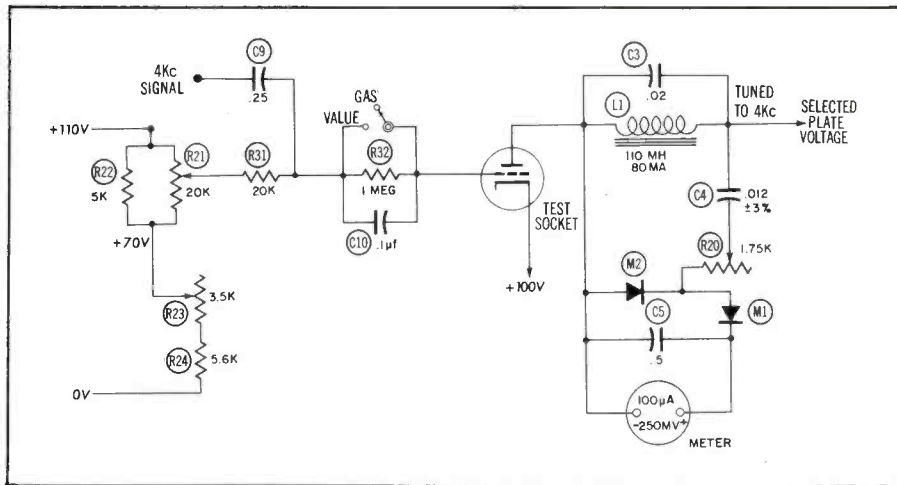 C9
4Kc
SIGNAL
.25
C3
.02
TUNED
TO 4Kc
L1
SELECTED
PLATE
VOLTAGE
110 MH
80 MA
GAS
VALUE
R32
1 MEG
C10
.1µf
+110V
R22
5K
R21
20K
R31
20K
+70V
R23
3.5K
R24
5.6K
0V
TEST
SOCKET
+100V
C4
.012
±3%
R20
1.75K
M2
M1
C5
.5
100µA
-250MV+
METER